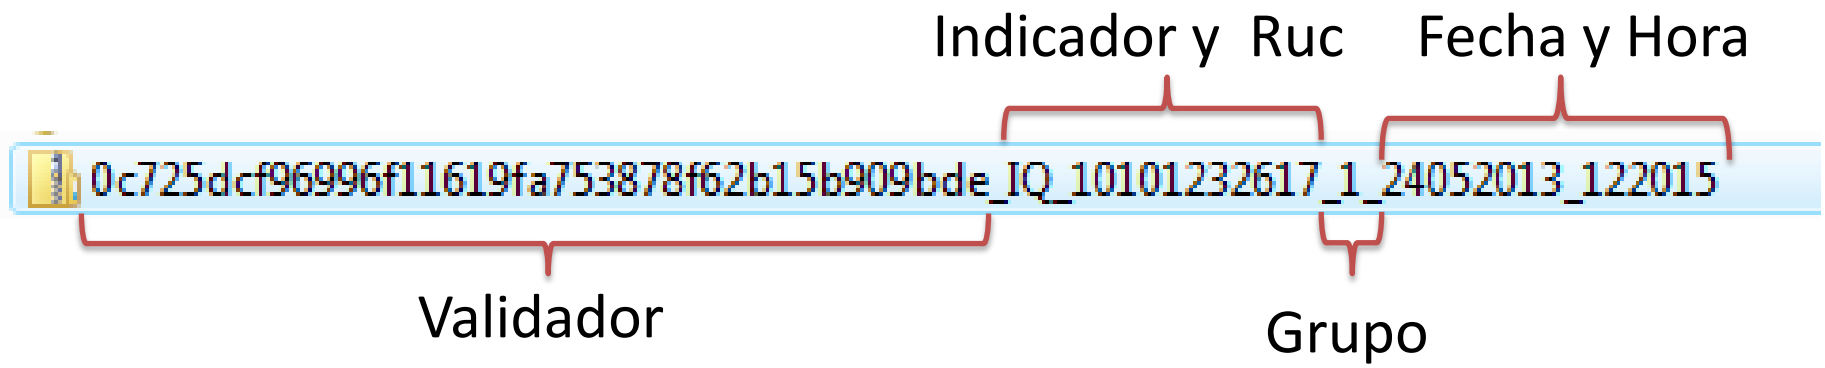 Indicador y Ruc Fecha y Hora
0c725dcf96996f11619fa753878f62b15b909bde_IQ_10101232617_1_24052013_122015
Validador Grupo